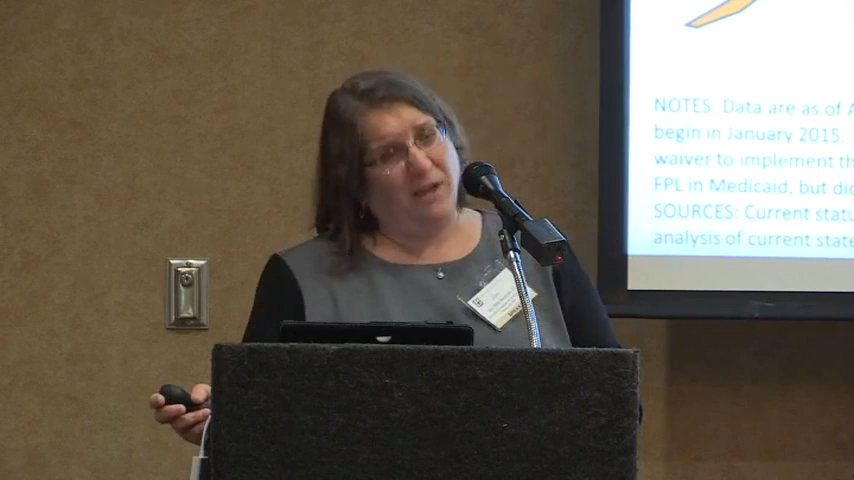 NOTES: Data are as of A
begin in January 2015.
waiver to implement th
FPL in Medicaid, but did
SOURCES: Current statu
analysis of current state